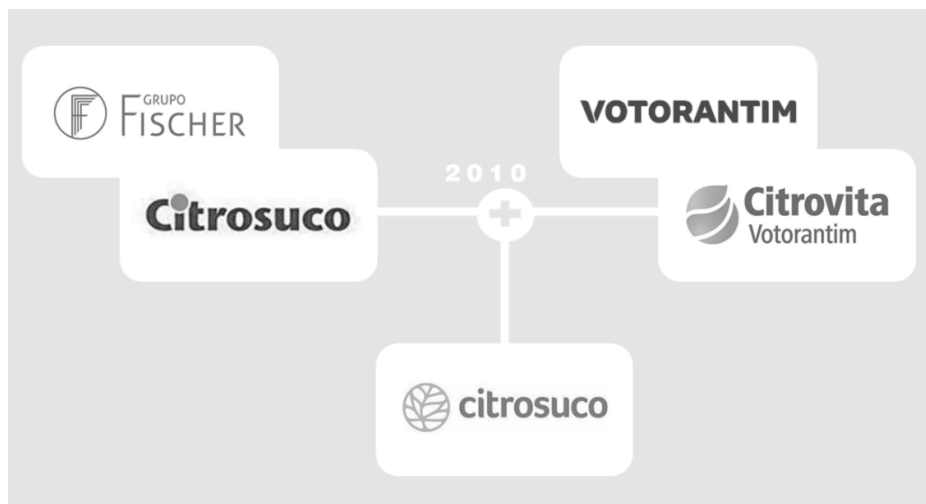 GRUPO
FISCHER
Citrosuco
2010
VOTORANTIM
Citrovita
Votorantim
citrosuco